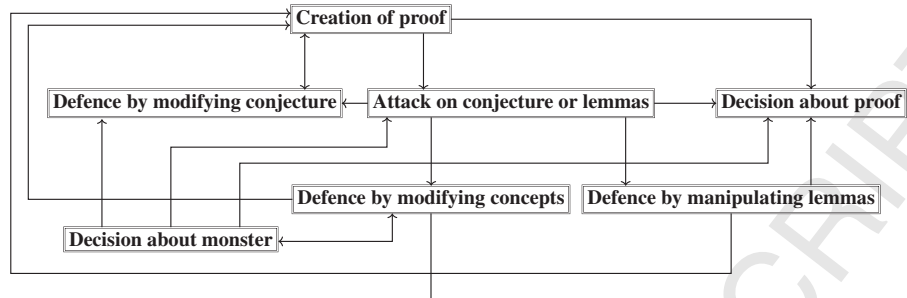 Creation of proof
Defence by modifying conjecture Attack on conjecture or lemmas Decision about proof
Defence by modifying concepts Defence by manipulating lemmas
Decision about monster
CRIPT